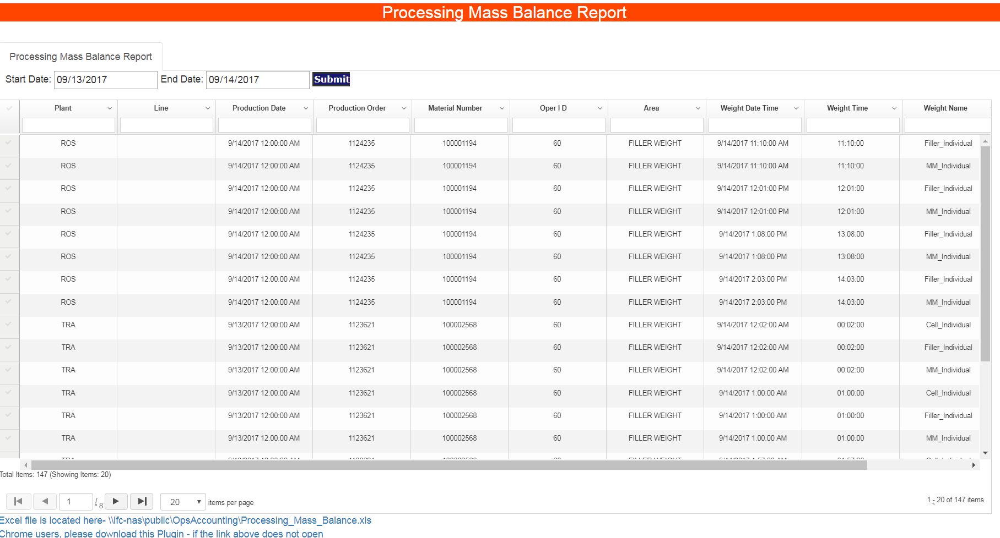 Processing Mass Balance Report
Processing Mass Balance Report
Start Date: 09/13/2017 End Date: 09/14/2017 Submit
Plant Line Production Date Production Order Material Number Oper I D Area Weight Date Time Weight Time Weight Name
ROS 9/14/2017 12:00:00 AM 1124235 100001194 60 FILLER WEIGHT 9/14/2017 11:10:00 AM 11:10:00 Filler_Individual
ROS 9/14/2017 12:00:00 AM 1124235 100001194 60 FILLER WEIGHT 9/14/2017 11:10:00 AM 11:10:00 MM_Individual
ROS 9/14/2017 12:00:00 AM 1124235 100001194 60 FILLER WEIGHT 9/14/2017 12:01:00 PM 12:01:00 Filler_Individual
ROS 9/14/2017 12:00:00 AM 1124235 100001194 60 FILLER WEIGHT 9/14/2017 12:01:00 PM 12:01:00 MM_Individual
ROS 9/14/2017 12:00:00 AM 1124235 100001194 60 FILLER WEIGHT 9/14/2017 1:08:00 PM 13:08:00 Filler_Individual
ROS 9/14/2017 12:00:00 AM 1124235 100001194 60 FILLER WEIGHT 9/14/2017 1:08:00 PM 13:08:00 MM_Individual
ROS 9/14/2017 12:00:00 AM 1124235 100001194 60 FILLER WEIGHT 9/14/2017 2:03:00 PM 14:03:00 Filler_Individual
ROS 9/14/2017 12:00:00 AM 1124235 100001194 60 FILLER WEIGHT 9/14/2017 2:03:00 PM 14:03:00 MM_Individual
TRA 9/13/2017 12:00:00 AM 1123621 100002568 60 FILLER WEIGHT 9/14/2017 12:02:00 AM 00:02:00 Cell_Individual
TRA 9/13/2017 12:00:00 AM 1123621 100002568 60 FILLER WEIGHT 9/14/2017 12:02:00 AM 00:02:00 Filler_Individual
TRA 9/13/2017 12:00:00 AM 1123621 100002568 60 FILLER WEIGHT 9/14/2017 12:02:00 AM 00:02:00 MM_Individual
TRA 9/13/2017 12:00:00 AM 1123621 100002568 60 FILLER WEIGHT 9/14/2017 1:00:00 AM 01:00:00 Cell_Individual
TRA 9/13/2017 12:00:00 AM 1123621 100002568 60 FILLER WEIGHT 9/14/2017 1:00:00 AM 01:00:00 Filler_Individual
TRA 9/13/2017 12:00:00 AM 1123621 100002568 60 FILLER WEIGHT 9/14/2017 1:00:00 AM 01:00:00 MM_Individual
Total Items: 147 (Showing Items: 20)
1 / 8 20 items per page 1 - 20 of 147 items
Excel file is located here- \\lfc-nas\public\OpsAccounting\Processing_Mass_Balance.xls
Chrome users, please download this Plugin - if the link above does not open